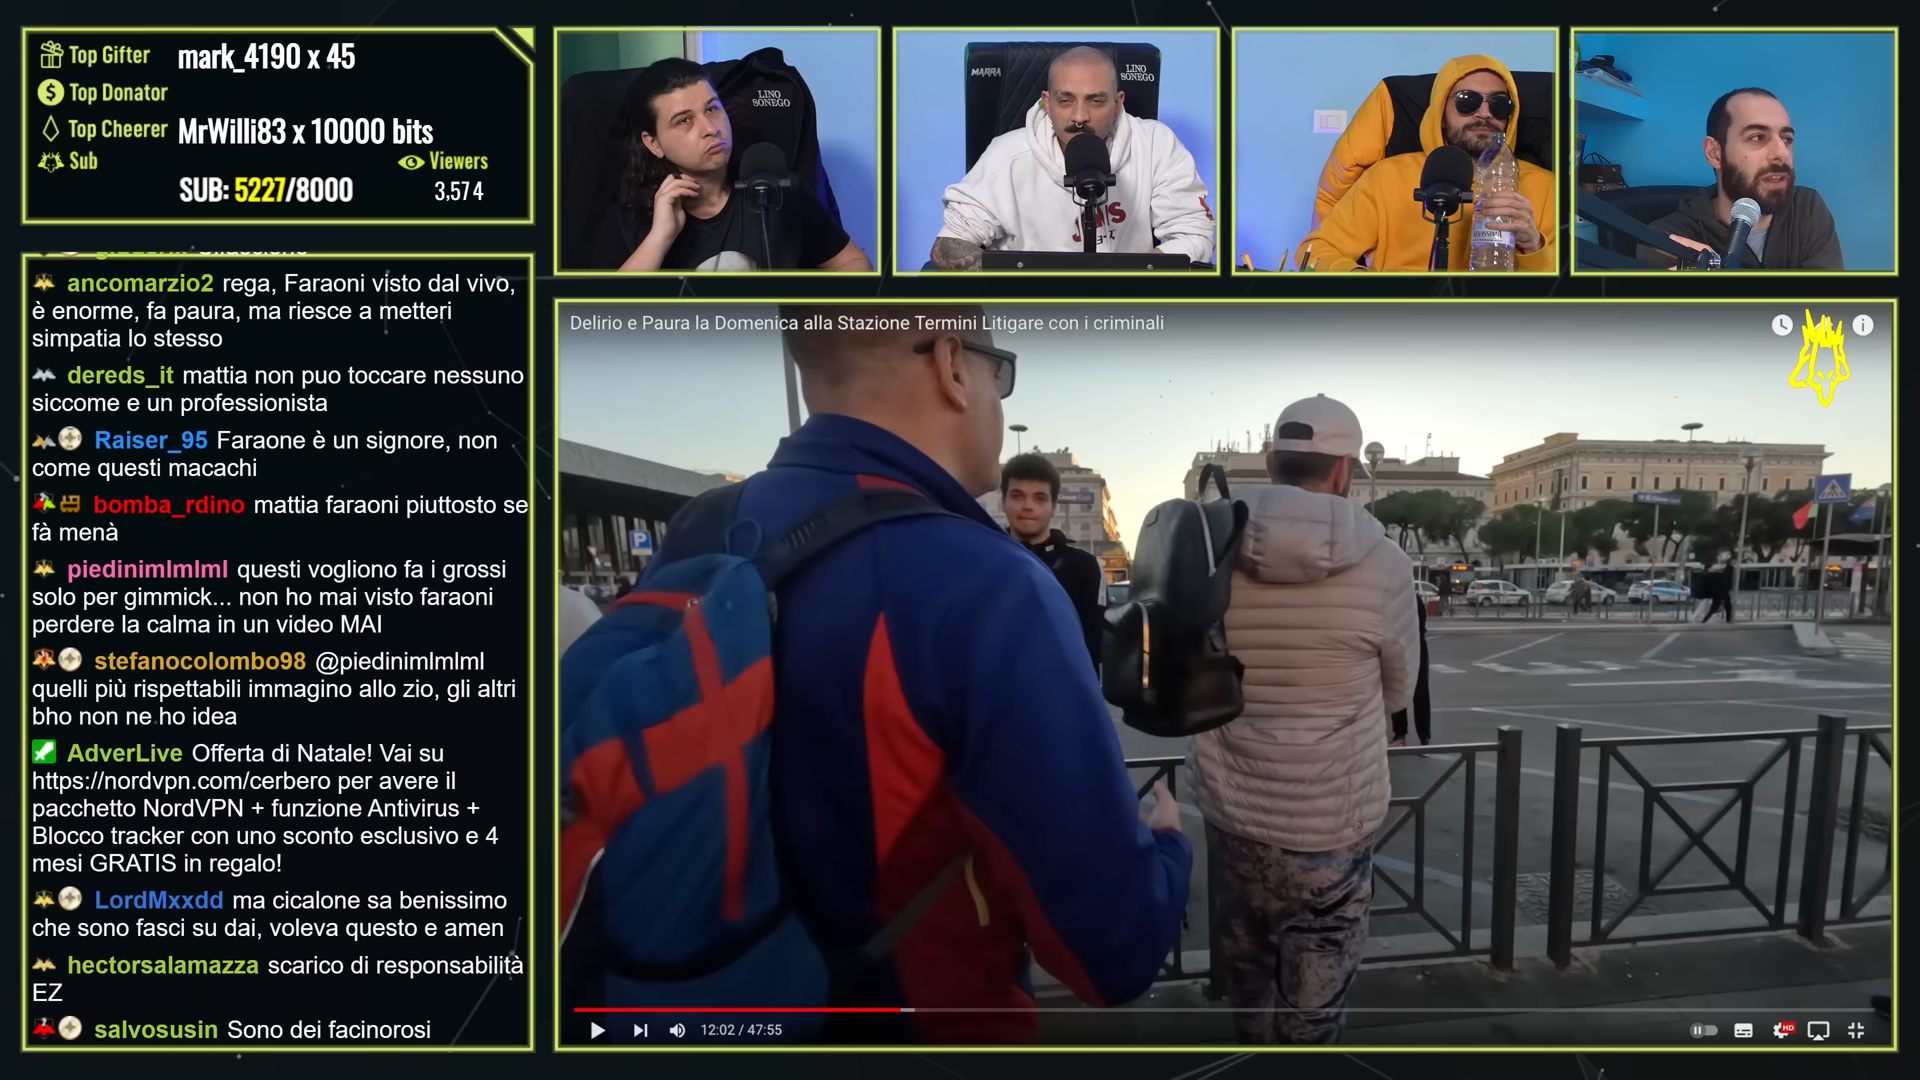 Top Gifter mark_4190 x 45
Top Donator
Top Cheerer MrWilli83 x 10000 bits
Sub Viewers
SUB: 5227/8000 3,574
LINO SONEGO
MARRA
LINO SONEGO
ancomarzio2 rega, Faraoni visto dal vivo,
è enorme, fa paura, ma riesce a metteri
simpatia lo stesso
dereds_it mattia non puo toccare nessuno
siccome e un professionista
Raiser_95 Faraone è un signore, non
come questi macachi
bomba_rdino mattia faraoni piuttosto se
fà menà
piedinimlmlml questi vogliono fa i grossi
solo per gimmick... non ho mai visto faraoni
perdere la calma in un video MAI
stefanocolombo98 @piedinimlmlml
quelli più rispettabili immagino allo zio, gli altri
bho non ne ho idea
AdverLive Offerta di Natale! Vai su
https://nordvpn.com/cerbero per avere il
pacchetto NordVPN + funzione Antivirus +
Blocco tracker con uno sconto esclusivo e 4
mesi GRATIS in regalo!
LordMxxdd ma cicalone sa benissimo
che sono fasci su dai, voleva questo e amen
hectorsalamazza scarico di responsabilità
EZ
salvosusin Sono dei facinorosi
Delirio e Paura la Domenica alla Stazione Termini Litigare con i criminali
P
12:02 / 47:55
HD